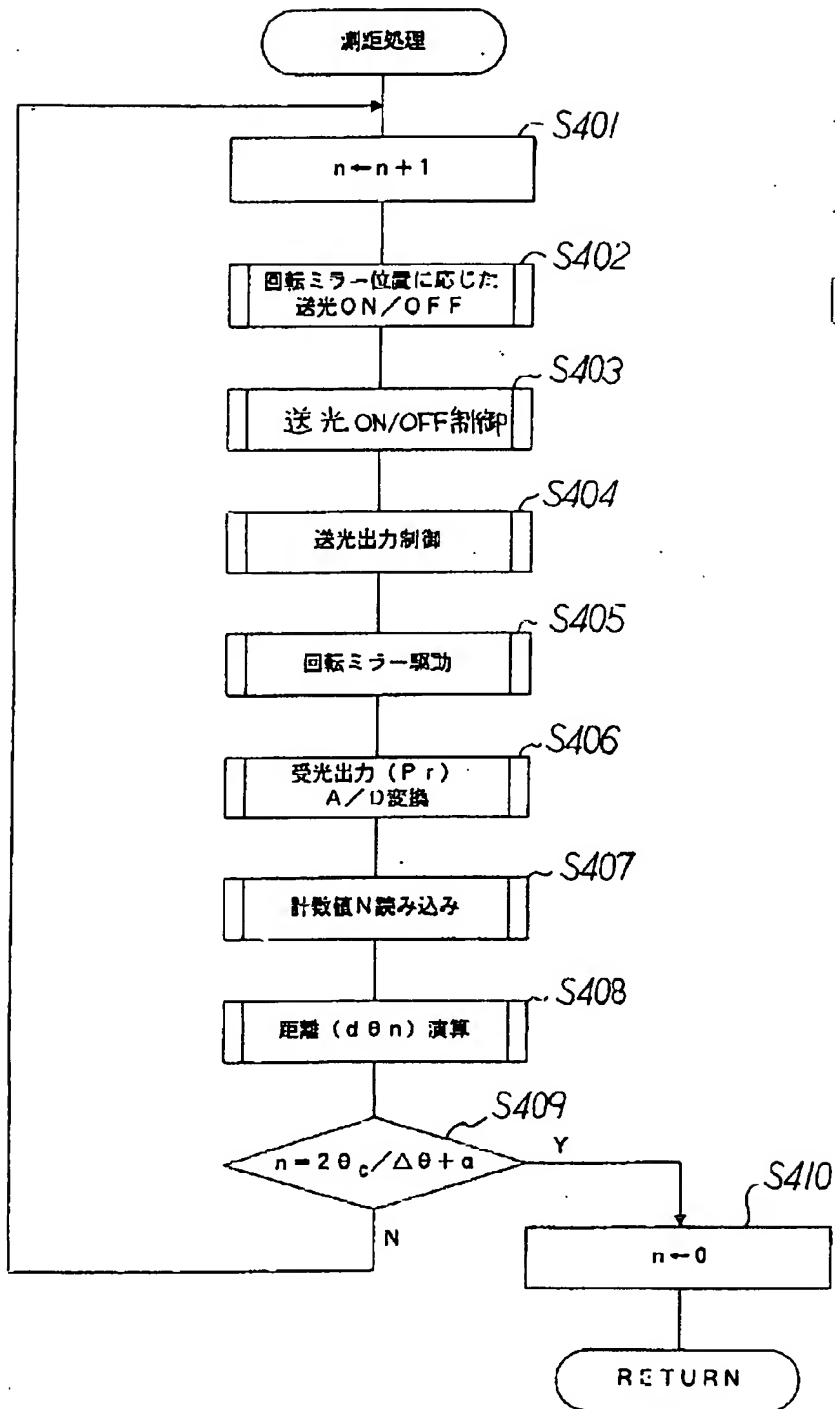 測距処理
S401
n←n+1
S402
回転ミラー位置に応じた
送光ON/OFF
S403
送光ON/OFF制御
S404
送光出力制御
S405
回転ミラー駆動
S406
受光出力(Pr)
A/D変換
S407
計数値N読み込み
S408
距離(dθn)演算
S409
n=2θc/Δθ+α
Y
N
S410
n←0
RETURN